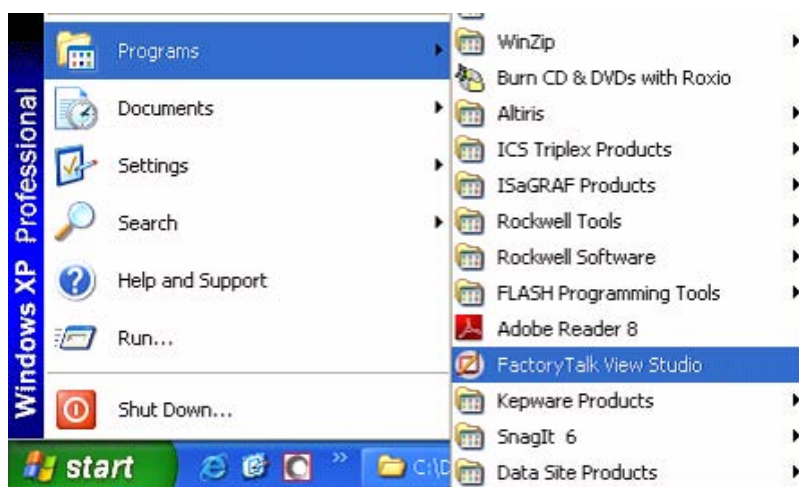 Windows XP Professional
Programs
Documents
Settings
Search
Help and Support
Run...
Shut Down...
WinZip
Burn CD & DVDs with Roxio
Altiris
ICS Triplex Products
ISaGRAF Products
Rockwell Tools
Rockwell Software
FLASH Programming Tools
Adobe Reader 8
FactoryTalk View Studio
Kepware Products
SnagIt 6
Data Site Products
start
»
C:\D